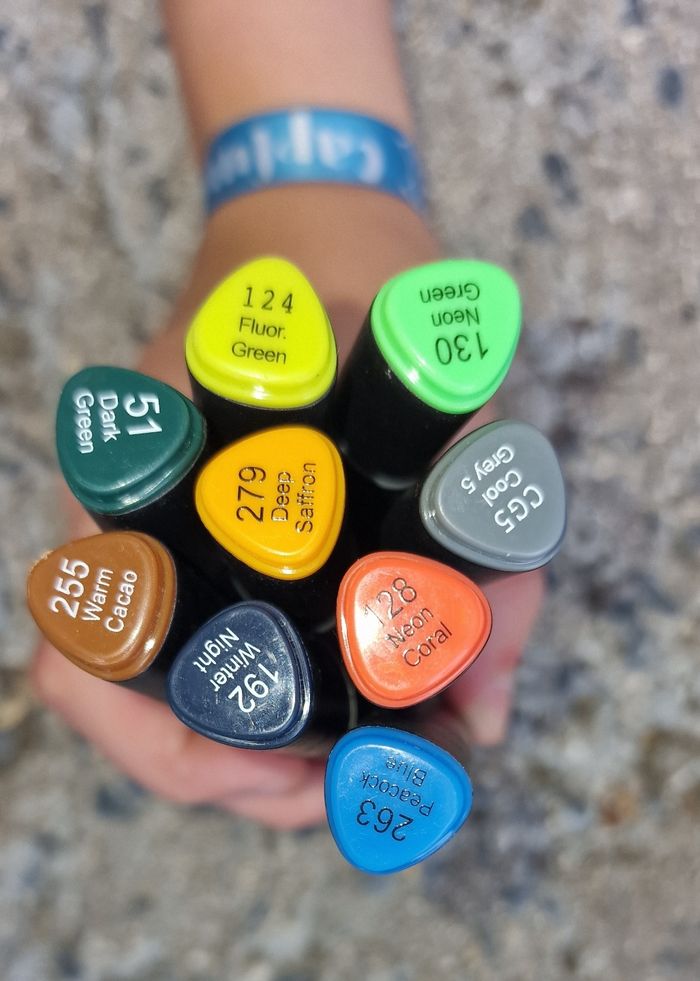 124
Fluor.
Green
130
Neon
Green
51
Dark
Green
279
Deep
Saffron
CG5
Cool
Grey 5
255
Warm
Cacao
128
Neon
Coral
192
Winter
Night
263
Peacock
Blue